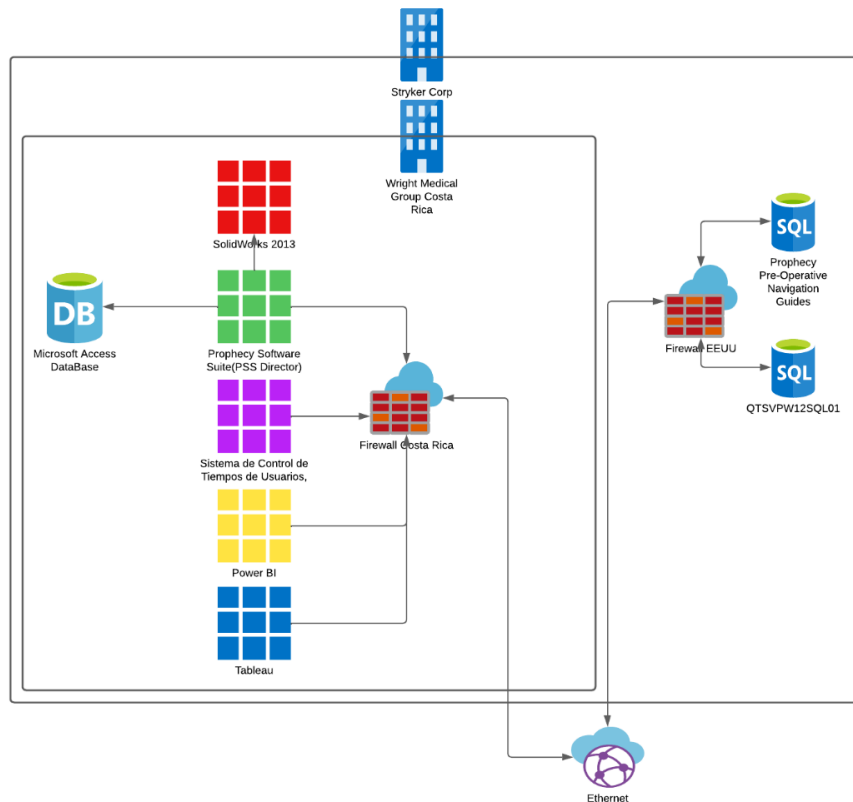 Stryker Corp
Wright Medical
Group Costa
Rica
SolidWorks 2013
DB
Microsoft Access
DataBase
Prophecy Software
Suite(PSS Director)
Sistema de Control de
Tiempos de Usuarios,
Firewall Costa Rica
Power BI
Tableau
SQL
Prophecy
Pre-Operative
Navigation
Guides
Firewall EEUU
SQL
QTSVPW12SQL01
Ethernet